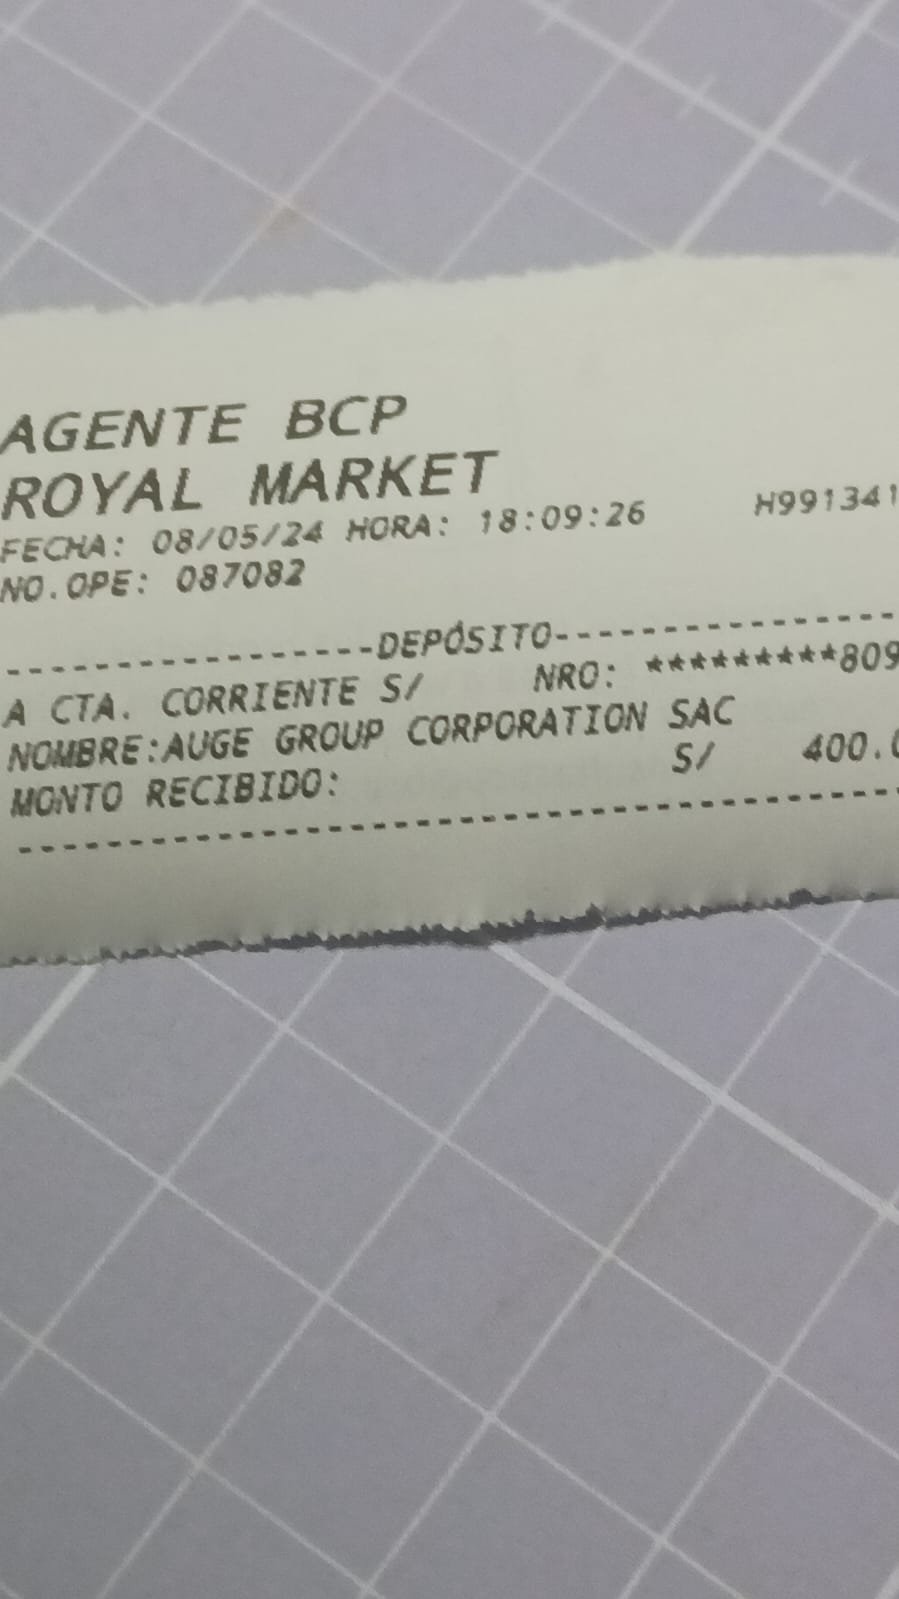 AGENTE BCP
ROYAL MARKET
FECHA: 08/05/24 HORA: 18:09:26 H991341
NO.OPE: 087082
-----------------DEPÓSITO----------------
A CTA. CORRIENTE S/ NRO: *********809
NOMBRE:AUGE GROUP CORPORATION SAC
MONTO RECIBIDO: S/ 400.0
----------------------------------------